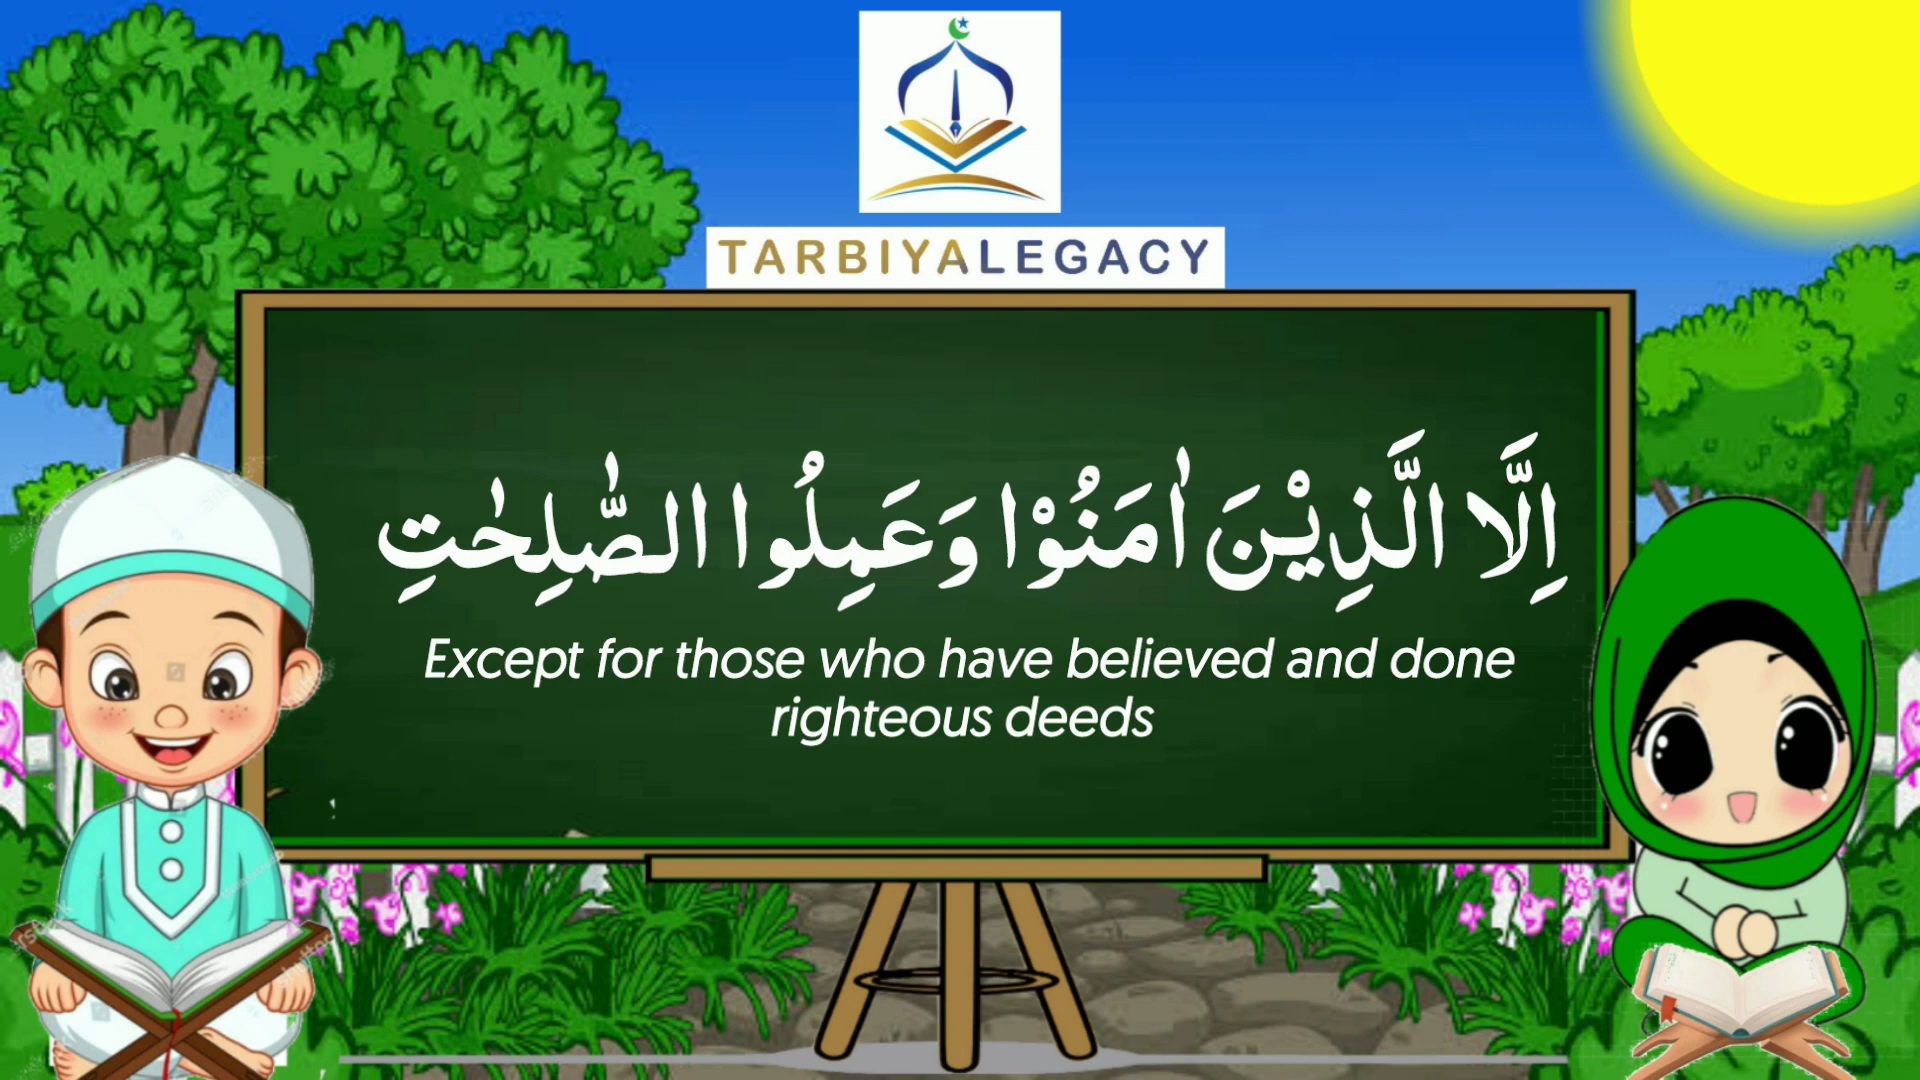 TARBIYALEGACY
اِلَّا الَّذِيْنَ اٰمَنُوْا وَعَمِلُوا الصّٰلِحٰتِ
Except for those who have believed and done
righteous deeds